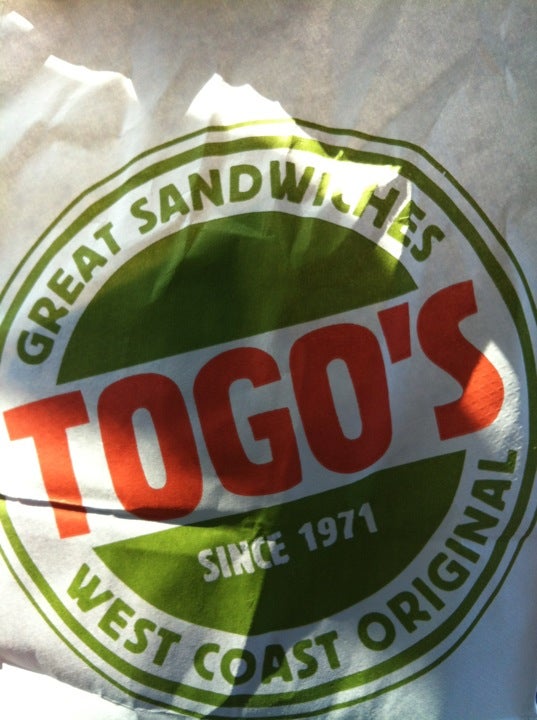 GREAT SANDWICHES
TOGO'S
SINCE 1971
WEST COAST ORIGINAL